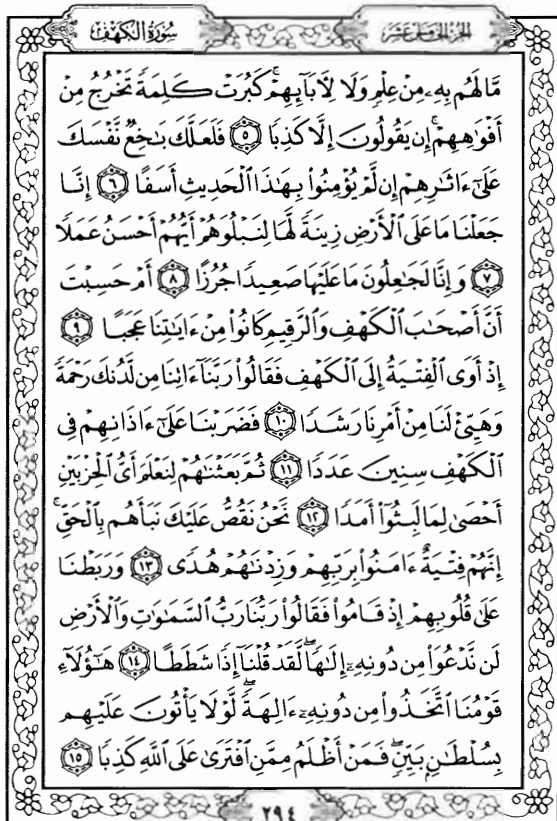 سُورَةُ الكَهْفِ
الجُزْءُ الخَامِسَ عَشَرَ
مَّا لَهُم بِهِۦ مِنْ عِلْمٍ وَلَا لِأٓبَآئِهِمْ ۚ كَبُرَتْ كَلِمَةً تَخْرُجُ مِنْ
أَفْوَٰهِهِمْ ۚ إِن يَقُولُونَ إِلَّا كَذِبًا ٥ فَلَعَلَّكَ بَٰخِعٌ نَّفْسَكَ
عَلَىٰٓ ءَاثَٰرِهِمْ إِن لَّمْ يُؤْمِنُوا۟ بِهَٰذَا ٱلْحَدِيثِ أَسَفًا ٦ إِنَّا
جَعَلْنَا مَا عَلَى ٱلْأَرْضِ زِينَةً لَّهَا لِنَبْلُوَهُمْ أَيُّهُمْ أَحْسَنُ عَمَلًا
٧ وَإِنَّا لَجَٰعِلُونَ مَا عَلَيْهَا صَعِيدًا جُرُزًا ٨ أَمْ حَسِبْتَ
أَنَّ أَصْحَٰبَ ٱلْكَهْفِ وَٱلرَّقِيمِ كَانُوا۟ مِنْ ءَايَٰتِنَا عَجَبًا ٩
إِذْ أَوَى ٱلْفِتْيَةُ إِلَى ٱلْكَهْفِ فَقَالُوا۟ رَبَّنَآ ءَاتِنَا مِن لَّدُنكَ رَحْمَةً
وَهَيِّئْ لَنَا مِنْ أَمْرِنَا رَشَدًا ١٠ فَضَرَبْنَا عَلَىٰٓ ءَاذَانِهِمْ فِى
ٱلْكَهْفِ سِنِينَ عَدَدًا ١١ ثُمَّ بَعَثْنَٰهُمْ لِنَعْلَمَ أَىُّ ٱلْحِزْبَيْنِ
أَحْصَىٰ لِمَا لَبِثُوٓا۟ أَمَدًا ١٢ نَّحْنُ نَقُصُّ عَلَيْكَ نَبَأَهُم بِٱلْحَقِّ ۚ
إِنَّهُمْ فِتْيَةٌ ءَامَنُوا۟ بِرَبِّهِمْ وَزِدْنَٰهُمْ هُدًى ١٣ وَرَبَطْنَا
عَلَىٰ قُلُوبِهِمْ إِذْ قَامُوا۟ فَقَالُوا۟ رَبُّنَا رَبُّ ٱلسَّمَٰوَٰتِ وَٱلْأَرْضِ
لَن نَّدْعُوَا۟ مِن دُونِهِۦٓ إِلَٰهًا ۖ لَّقَدْ قُلْنَآ إِذًا شَطَطًا ١٤ هَٰٓؤُلَآءِ
قَوْمُنَا ٱتَّخَذُوا۟ مِن دُونِهِۦٓ ءَالِهَةً ۖ لَّوْلَا يَأْتُونَ عَلَيْهِم
بِسُلْطَٰنٍۭ بَيِّنٍ ۖ فَمَنْ أَظْلَمُ مِمَّنِ ٱفْتَرَىٰ عَلَى ٱللَّهِ كَذِبًا ١٥
٢٩٤